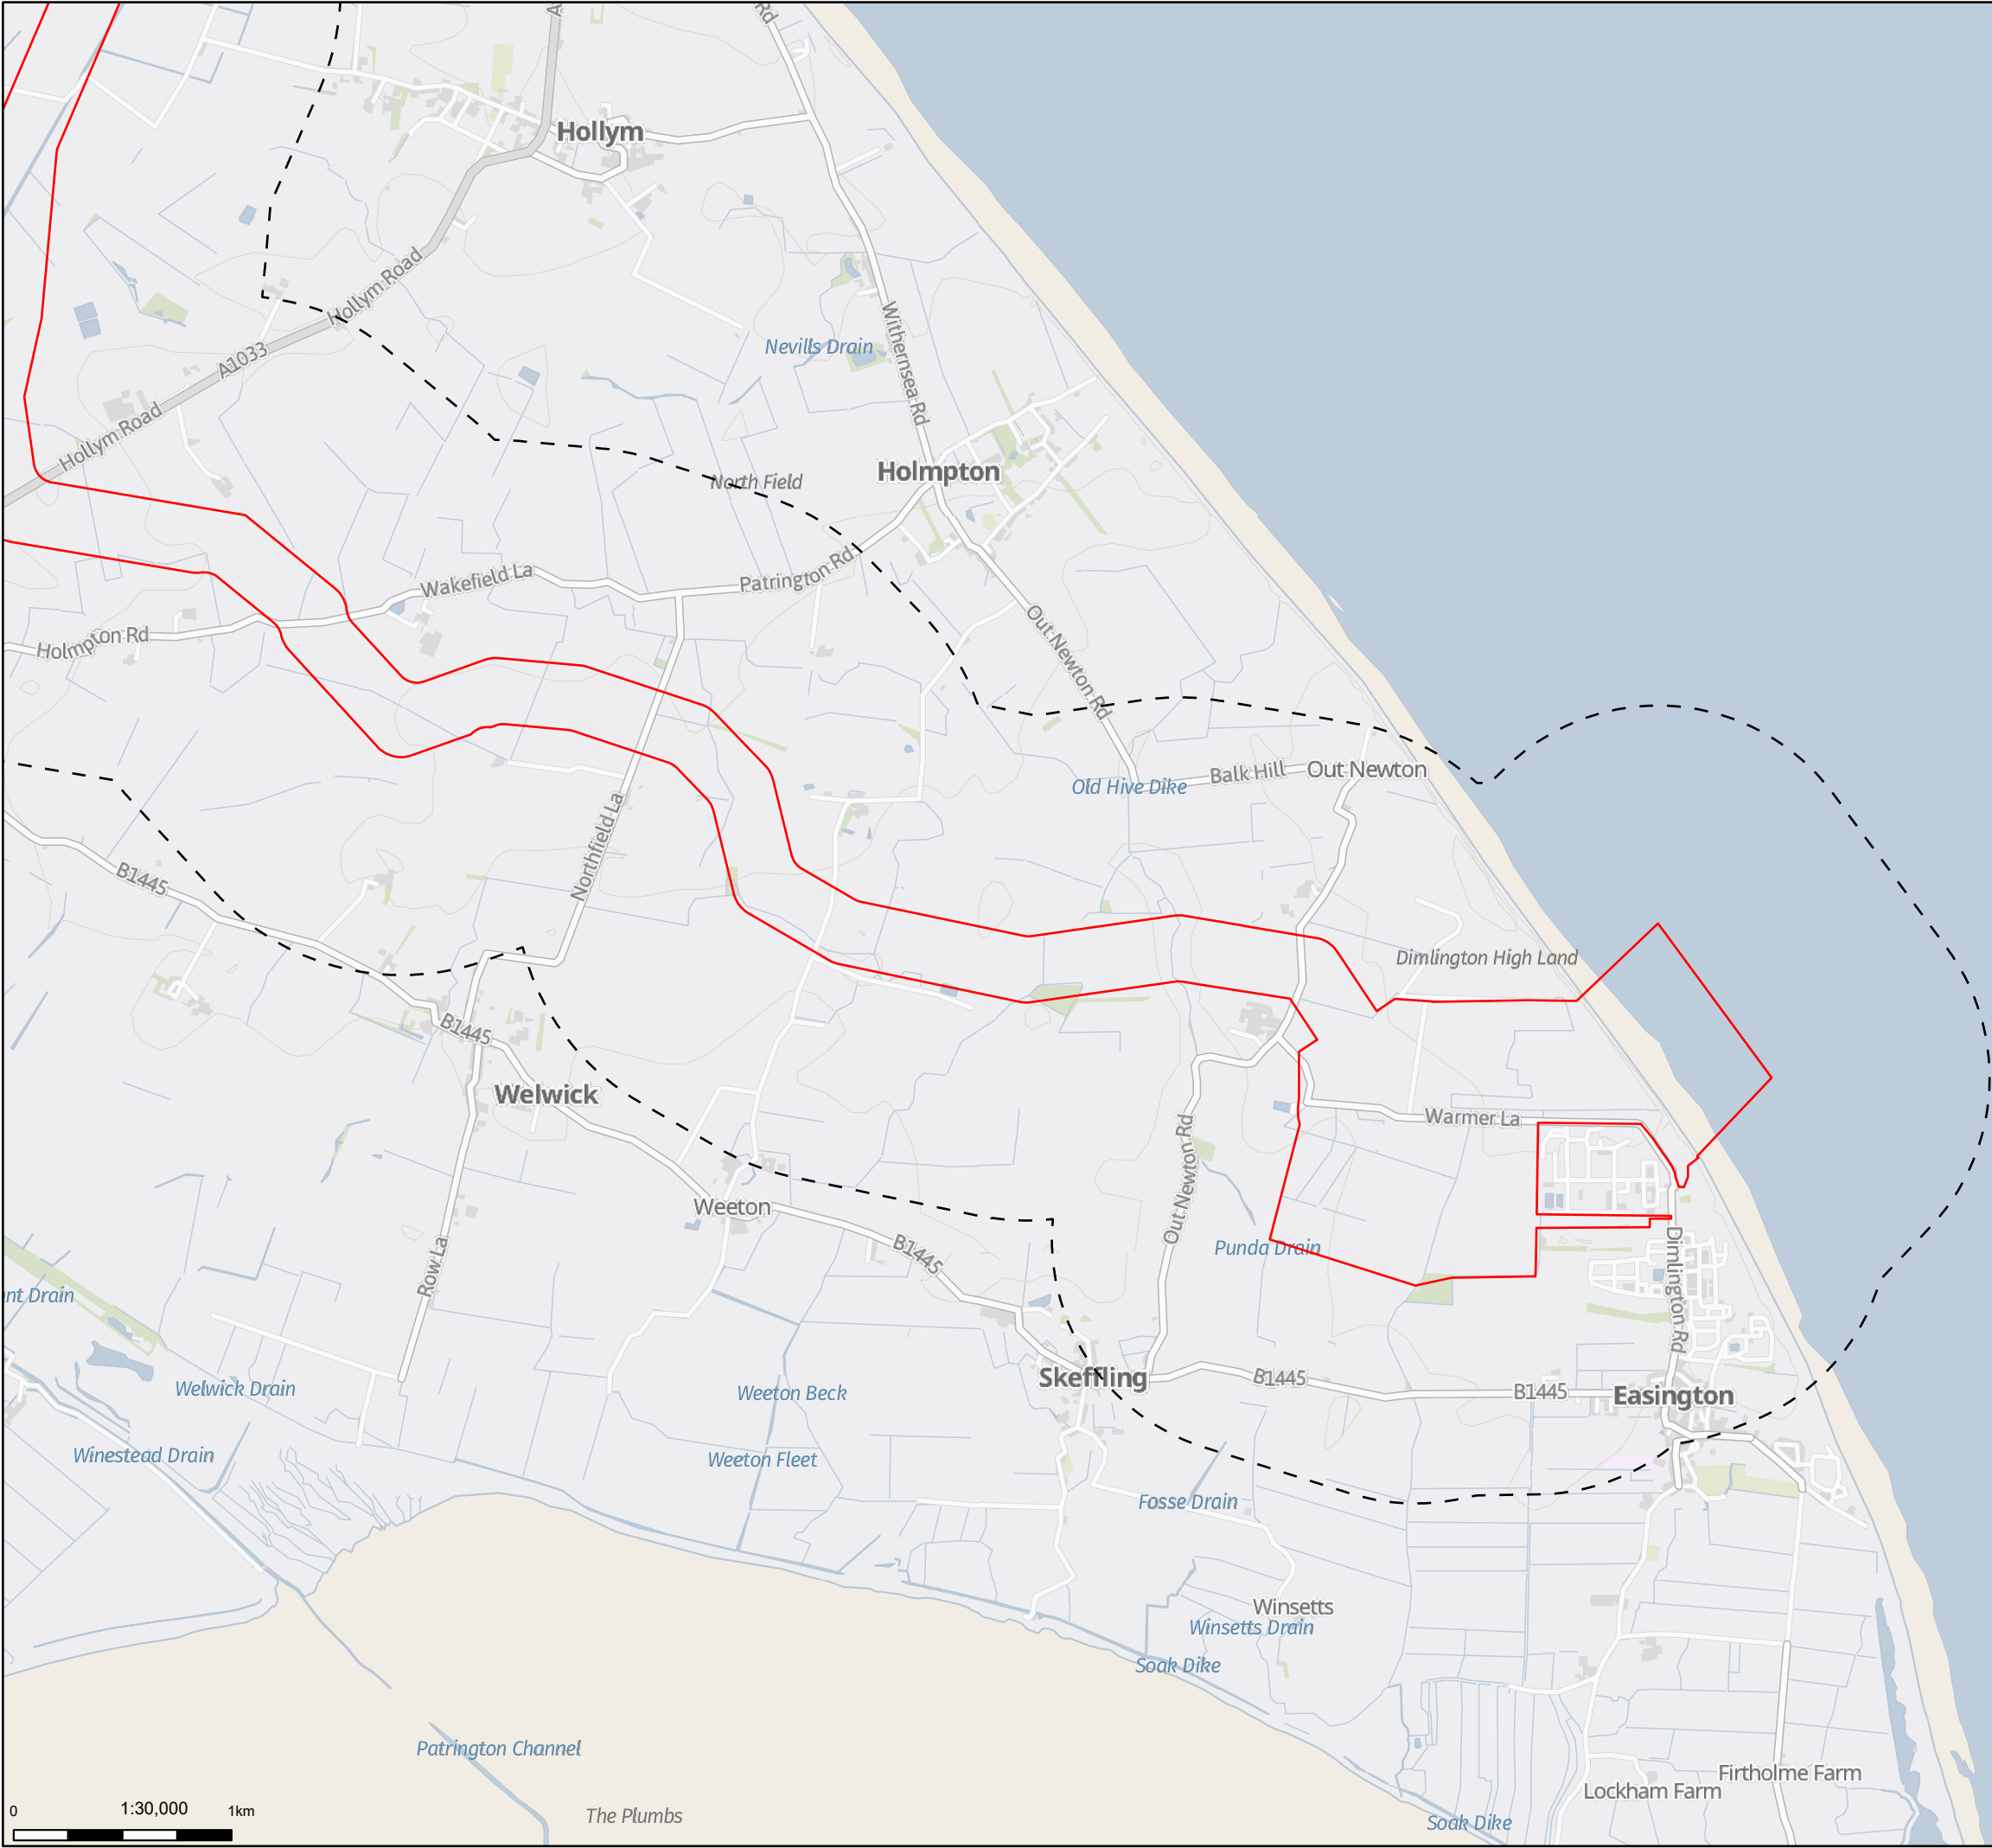 A
Rd
Hollym
Hollym Road
Withernsea Rd
Nevills Drain
A1033
Hollym Road
Holmpton
North Field
Patrington Rd
Wakefield La
Holmpton Rd
Out Newton Rd
Balk Hill
Out Newton
Old Hive Dike
Northfield La
B1445
Dimlington High Land
B1445
Welwick
Warmer La
Out Newton Rd
Weeton
B1445
Punda Drain
Row La
nt Drain
Dimlington Rd
Skeffling
B1445
B1445
Easington
Welwick Drain
Weeton Beck
Winestead Drain
Weeton Fleet
Fosse Drain
Winsetts
Winsetts Drain
Soak Dike
Patrington Channel
Firtholme Farm
Lockham Farm
The Plumbs
Soak Dike
0 1:30,000 1km